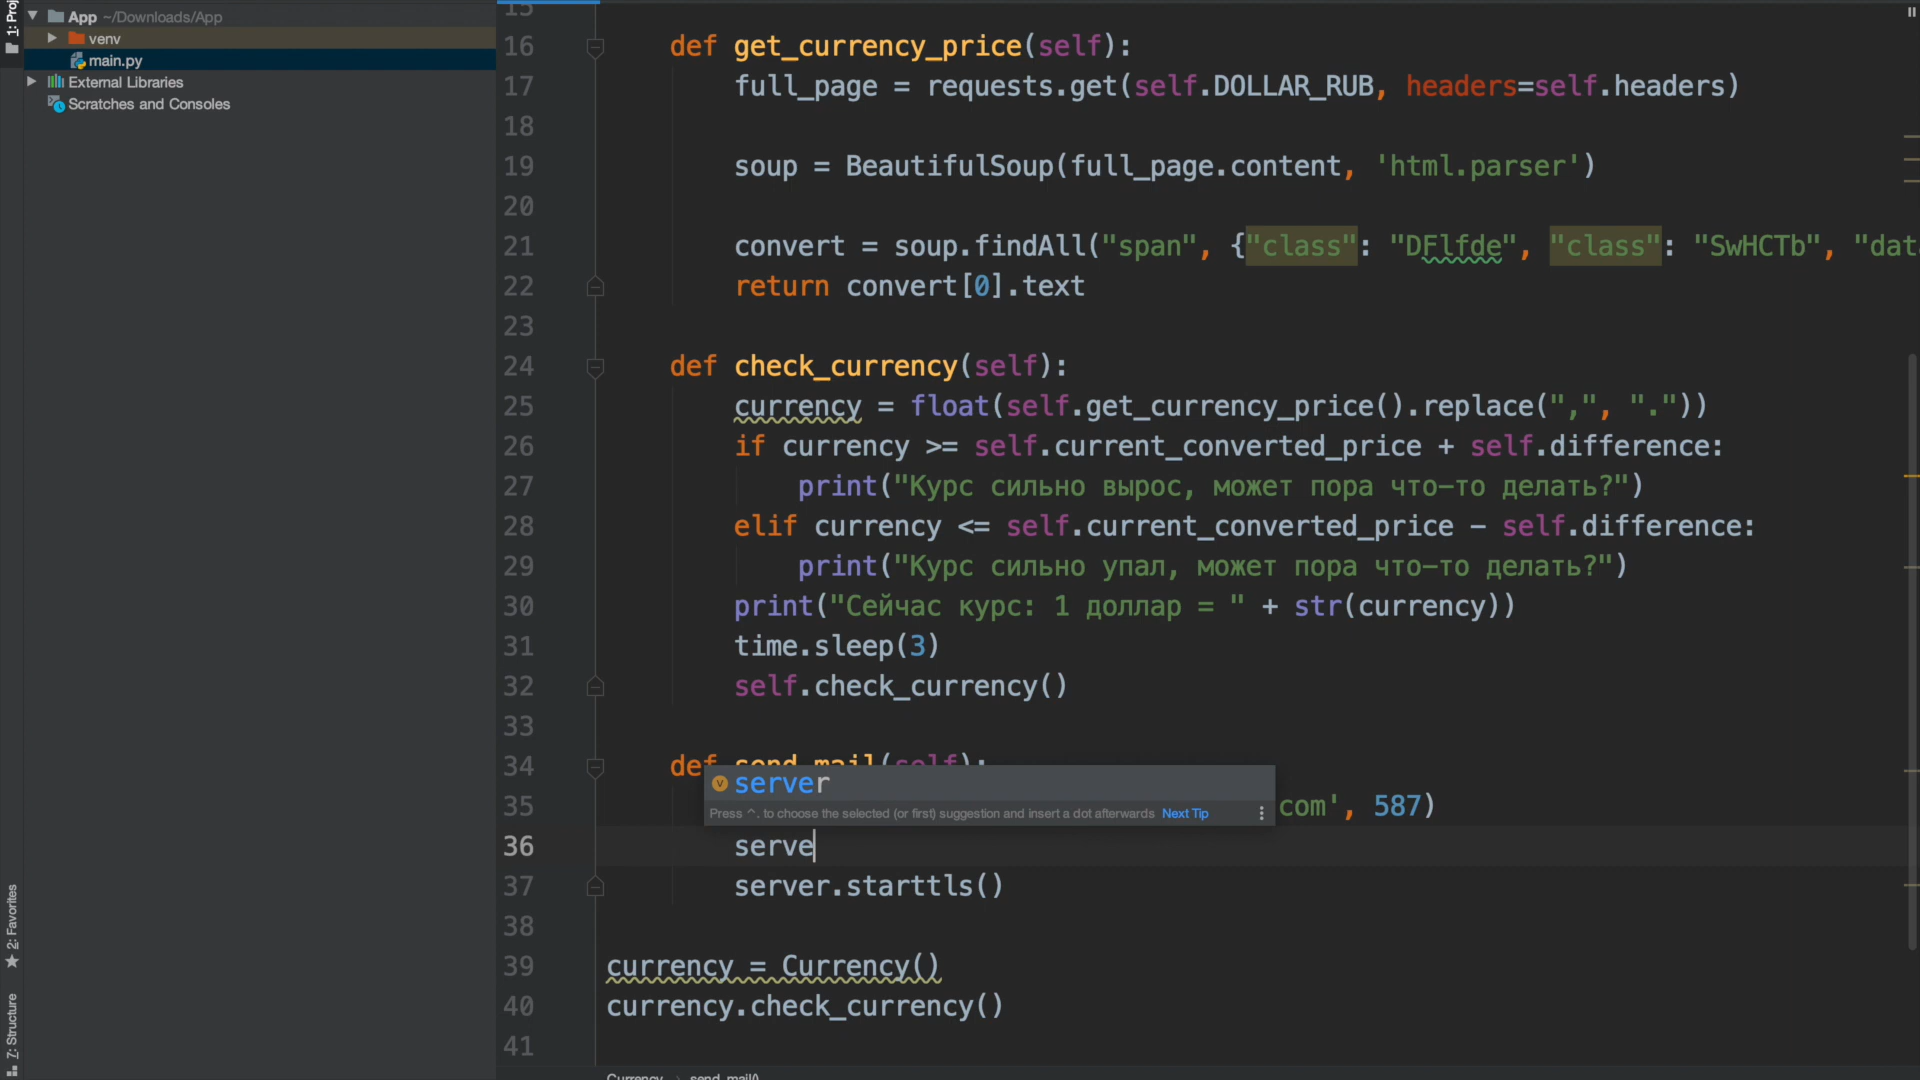 1: Proj
App ~/Downloads/App
venv
main.py
External Libraries
Scratches and Consoles
2: Favorites
7: Structure
15
16 def get_currency_price(self):
17 full_page = requests.get(self.DOLLAR_RUB, headers=self.headers)
18
19 soup = BeautifulSoup(full_page.content, 'html.parser')
20
21 convert = soup.findAll("span", {"class": "DFlfde", "class": "SwHCTb", "dat
22 return convert[0].text
23
24 def check_currency(self):
25 currency = float(self.get_currency_price().replace(",", "."))
26 if currency >= self.current_converted_price + self.difference:
27 print("Курс сильно вырос, может пора что-то делать?")
28 elif currency <= self.current_converted_price - self.difference:
29 print("Курс сильно упал, может пора что-то делать?")
30 print("Сейчас курс: 1 доллар = " + str(currency))
31 time.sleep(3)
32 self.check_currency()
33
34 def send_mail(self):
server
Press ^. to choose the selected (or first) suggestion and insert a dot afterwards Next Tip
35 com', 587)
36 serve
37 server.starttls()
38
39 currency = Currency()
40 currency.check_currency()
41
Currency › send_mail()